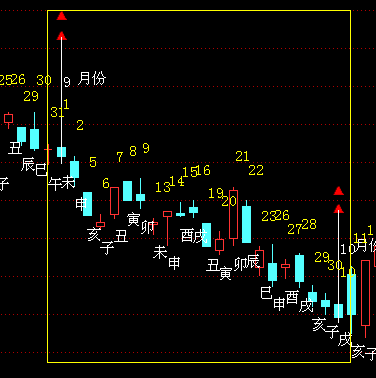 25 26 29 30 31
9 月份
1 2 5 6 7 8 9 13 14 15 16 19 20 21 22 23 26 27 28 29 30
10 月份
10 11 1
子 丑 辰 巳 午 未 申 亥 子 丑 寅 卯 未 申 酉 戌 丑 寅 卯 辰 巳 申 酉 戌 亥 子 戌 亥 子